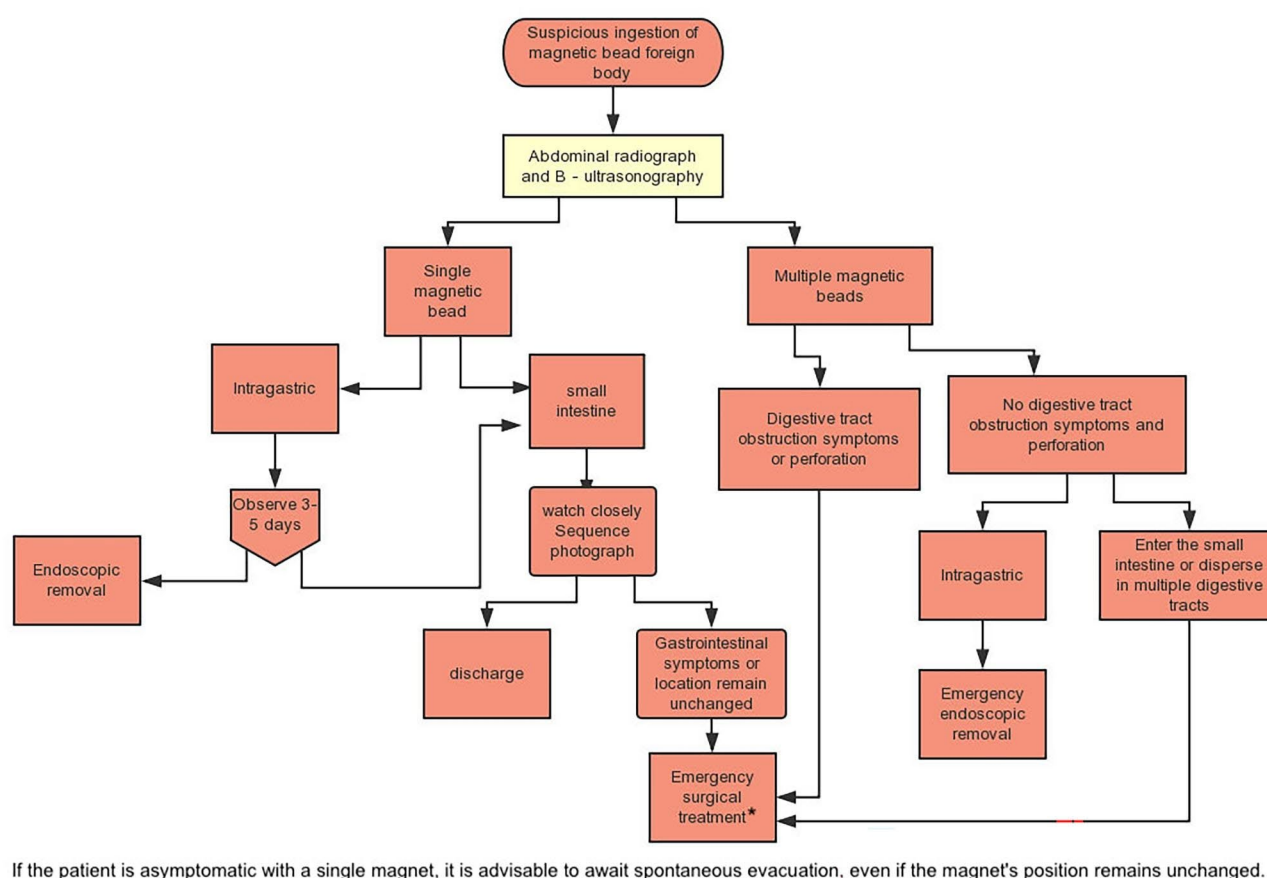 Suspicious ingestion of
magnetic bead foreign
body
Abdominal radiograph
and B - ultrasonography
Single
magnetic
bead
Multiple magnetic
beads
Intragastric
small
intestine
Digestive tract
obstruction symptoms
or perforation
No digestive tract
obstruction symptoms and
perforation
Observe 3-
5 days
watch closely
Sequence
photograph
Endoscopic
removal
Intragastric
Enter the small
intestine or disperse
in multiple digestive
tracts
discharge
Gastrointestinal
symptoms or
location remain
unchanged
Emergency
endoscopic
removal
Emergency
surgical
treatment*
If the patient is asymptomatic with a single magnet, it is advisable to await spontaneous evacuation, even if the magnet's position remains unchanged.